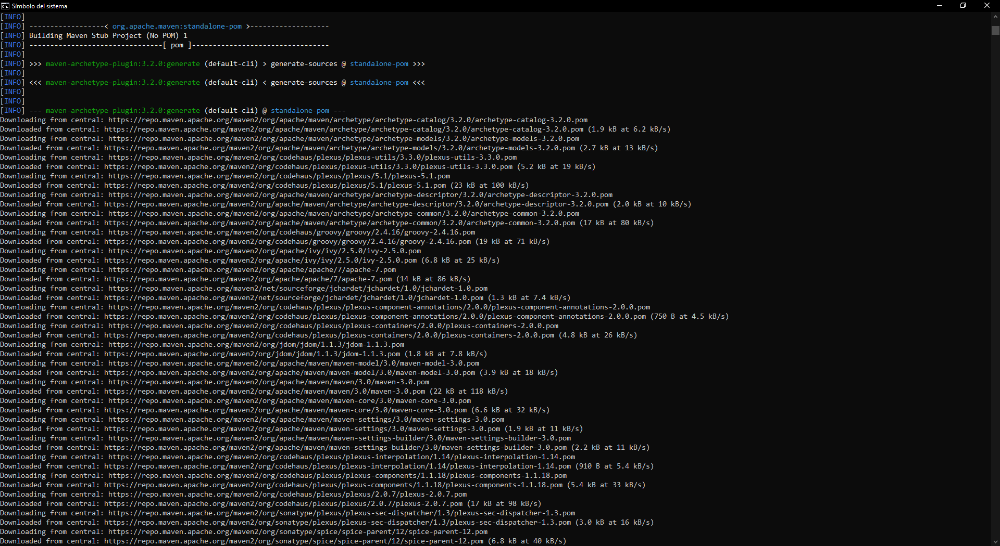 Símbolo del sistema
[INFO]
[INFO] ------------------< org.apache.maven:standalone-pom >-------------------
[INFO] Building Maven Stub Project (No POM) 1
[INFO] --------------------------------[ pom ]---------------------------------
[INFO]
[INFO] >>> maven-archetype-plugin:3.2.0:generate (default-cli) > generate-sources @ standalone-pom >>>
[INFO]
[INFO] <<< maven-archetype-plugin:3.2.0:generate (default-cli) < generate-sources @ standalone-pom <<<
[INFO]
[INFO]
[INFO] --- maven-archetype-plugin:3.2.0:generate (default-cli) @ standalone-pom ---
Downloading from central: https://repo.maven.apache.org/maven2/org/apache/maven/archetype/archetype-catalog/3.2.0/archetype-catalog-3.2.0.pom
Downloaded from central: https://repo.maven.apache.org/maven2/org/apache/maven/archetype/archetype-catalog/3.2.0/archetype-catalog-3.2.0.pom (1.9 kB at 6.2 kB/s)
Downloading from central: https://repo.maven.apache.org/maven2/org/apache/maven/archetype/archetype-models/3.2.0/archetype-models-3.2.0.pom
Downloaded from central: https://repo.maven.apache.org/maven2/org/apache/maven/archetype/archetype-models/3.2.0/archetype-models-3.2.0.pom (2.7 kB at 13 kB/s)
Downloading from central: https://repo.maven.apache.org/maven2/org/codehaus/plexus/plexus-utils/3.3.0/plexus-utils-3.3.0.pom
Downloaded from central: https://repo.maven.apache.org/maven2/org/codehaus/plexus/plexus-utils/3.3.0/plexus-utils-3.3.0.pom (5.2 kB at 19 kB/s)
Downloading from central: https://repo.maven.apache.org/maven2/org/codehaus/plexus/plexus/5.1/plexus-5.1.pom
Downloaded from central: https://repo.maven.apache.org/maven2/org/codehaus/plexus/plexus/5.1/plexus-5.1.pom (23 kB at 100 kB/s)
Downloading from central: https://repo.maven.apache.org/maven2/org/apache/maven/archetype/archetype-descriptor/3.2.0/archetype-descriptor-3.2.0.pom
Downloaded from central: https://repo.maven.apache.org/maven2/org/apache/maven/archetype/archetype-descriptor/3.2.0/archetype-descriptor-3.2.0.pom (2.0 kB at 10 kB/s)
Downloading from central: https://repo.maven.apache.org/maven2/org/apache/maven/archetype/archetype-common/3.2.0/archetype-common-3.2.0.pom
Downloaded from central: https://repo.maven.apache.org/maven2/org/apache/maven/archetype/archetype-common/3.2.0/archetype-common-3.2.0.pom (17 kB at 80 kB/s)
Downloading from central: https://repo.maven.apache.org/maven2/org/codehaus/groovy/groovy/2.4.16/groovy-2.4.16.pom
Downloaded from central: https://repo.maven.apache.org/maven2/org/codehaus/groovy/groovy/2.4.16/groovy-2.4.16.pom (19 kB at 71 kB/s)
Downloading from central: https://repo.maven.apache.org/maven2/org/apache/ivy/ivy/2.5.0/ivy-2.5.0.pom
Downloaded from central: https://repo.maven.apache.org/maven2/org/apache/ivy/ivy/2.5.0/ivy-2.5.0.pom (6.8 kB at 25 kB/s)
Downloading from central: https://repo.maven.apache.org/maven2/org/apache/apache/7/apache-7.pom
Downloaded from central: https://repo.maven.apache.org/maven2/org/apache/apache/7/apache-7.pom (14 kB at 86 kB/s)
Downloading from central: https://repo.maven.apache.org/maven2/net/sourceforge/jchardet/jchardet/1.0/jchardet-1.0.pom
Downloaded from central: https://repo.maven.apache.org/maven2/net/sourceforge/jchardet/jchardet/1.0/jchardet-1.0.pom (1.3 kB at 7.4 kB/s)
Downloading from central: https://repo.maven.apache.org/maven2/org/codehaus/plexus/plexus-component-annotations/2.0.0/plexus-component-annotations-2.0.0.pom
Downloaded from central: https://repo.maven.apache.org/maven2/org/codehaus/plexus/plexus-component-annotations/2.0.0/plexus-component-annotations-2.0.0.pom (750 B at 4.5 kB/s)
Downloading from central: https://repo.maven.apache.org/maven2/org/codehaus/plexus/plexus-containers/2.0.0/plexus-containers-2.0.0.pom
Downloaded from central: https://repo.maven.apache.org/maven2/org/codehaus/plexus/plexus-containers/2.0.0/plexus-containers-2.0.0.pom (4.8 kB at 26 kB/s)
Downloading from central: https://repo.maven.apache.org/maven2/org/jdom/jdom/1.1.3/jdom-1.1.3.pom
Downloaded from central: https://repo.maven.apache.org/maven2/org/jdom/jdom/1.1.3/jdom-1.1.3.pom (1.8 kB at 7.8 kB/s)
Downloading from central: https://repo.maven.apache.org/maven2/org/apache/maven/maven-model/3.0/maven-model-3.0.pom
Downloaded from central: https://repo.maven.apache.org/maven2/org/apache/maven/maven-model/3.0/maven-model-3.0.pom (3.9 kB at 18 kB/s)
Downloading from central: https://repo.maven.apache.org/maven2/org/apache/maven/maven/3.0/maven-3.0.pom
Downloaded from central: https://repo.maven.apache.org/maven2/org/apache/maven/maven/3.0/maven-3.0.pom (22 kB at 118 kB/s)
Downloading from central: https://repo.maven.apache.org/maven2/org/apache/maven/maven-core/3.0/maven-core-3.0.pom
Downloaded from central: https://repo.maven.apache.org/maven2/org/apache/maven/maven-core/3.0/maven-core-3.0.pom (6.6 kB at 32 kB/s)
Downloading from central: https://repo.maven.apache.org/maven2/org/apache/maven/maven-settings/3.0/maven-settings-3.0.pom
Downloaded from central: https://repo.maven.apache.org/maven2/org/apache/maven/maven-settings/3.0/maven-settings-3.0.pom (1.9 kB at 11 kB/s)
Downloading from central: https://repo.maven.apache.org/maven2/org/apache/maven/maven-settings-builder/3.0/maven-settings-builder-3.0.pom
Downloaded from central: https://repo.maven.apache.org/maven2/org/apache/maven/maven-settings-builder/3.0/maven-settings-builder-3.0.pom (2.2 kB at 11 kB/s)
Downloading from central: https://repo.maven.apache.org/maven2/org/codehaus/plexus/plexus-interpolation/1.14/plexus-interpolation-1.14.pom
Downloaded from central: https://repo.maven.apache.org/maven2/org/codehaus/plexus/plexus-interpolation/1.14/plexus-interpolation-1.14.pom (910 B at 5.4 kB/s)
Downloading from central: https://repo.maven.apache.org/maven2/org/codehaus/plexus/plexus-components/1.1.18/plexus-components-1.1.18.pom
Downloaded from central: https://repo.maven.apache.org/maven2/org/codehaus/plexus/plexus-components/1.1.18/plexus-components-1.1.18.pom (5.4 kB at 33 kB/s)
Downloading from central: https://repo.maven.apache.org/maven2/org/codehaus/plexus/plexus/2.0.7/plexus-2.0.7.pom
Downloaded from central: https://repo.maven.apache.org/maven2/org/codehaus/plexus/plexus/2.0.7/plexus-2.0.7.pom (17 kB at 98 kB/s)
Downloading from central: https://repo.maven.apache.org/maven2/org/sonatype/plexus/plexus-sec-dispatcher/1.3/plexus-sec-dispatcher-1.3.pom
Downloaded from central: https://repo.maven.apache.org/maven2/org/sonatype/plexus/plexus-sec-dispatcher/1.3/plexus-sec-dispatcher-1.3.pom (3.0 kB at 16 kB/s)
Downloading from central: https://repo.maven.apache.org/maven2/org/sonatype/spice/spice-parent/12/spice-parent-12.pom
Downloaded from central: https://repo.maven.apache.org/maven2/org/sonatype/spice/spice-parent/12/spice-parent-12.pom (6.8 kB at 40 kB/s)